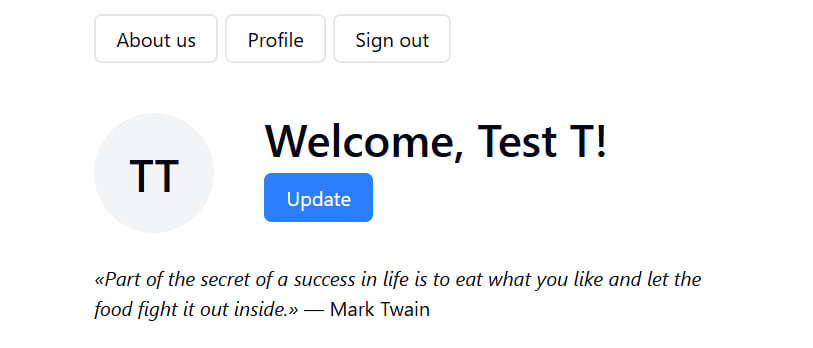 About us Profile Sign out
TT
Welcome, Test T!
Update
«Part of the secret of a success in life is to eat what you like and let the
food fight it out inside.» — Mark Twain